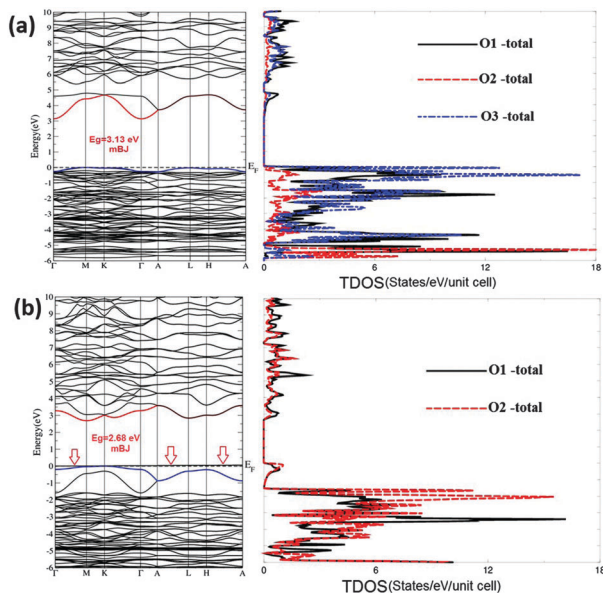 (a)
10
9
8
7
6
5
4
3
2
1
0
-1
-2
-3
-4
-5
-6
Energy(eV)
Eg=3.13 eV
mBJ
E_F
Γ M K Γ A L H A
O1 -total
O2 -total
O3 -total
0 6 12 18
TDOS(States/eV/unit cell)
(b)
10
9
8
7
6
5
4
3
2
1
0
-1
-2
-3
-4
-5
-6
Energy(eV)
Eg=2.68 eV
mBJ
E_F
Γ M K Γ A L H A
O1 -total
O2 -total
0 6 12 18
TDOS(States/eV/unit cell)